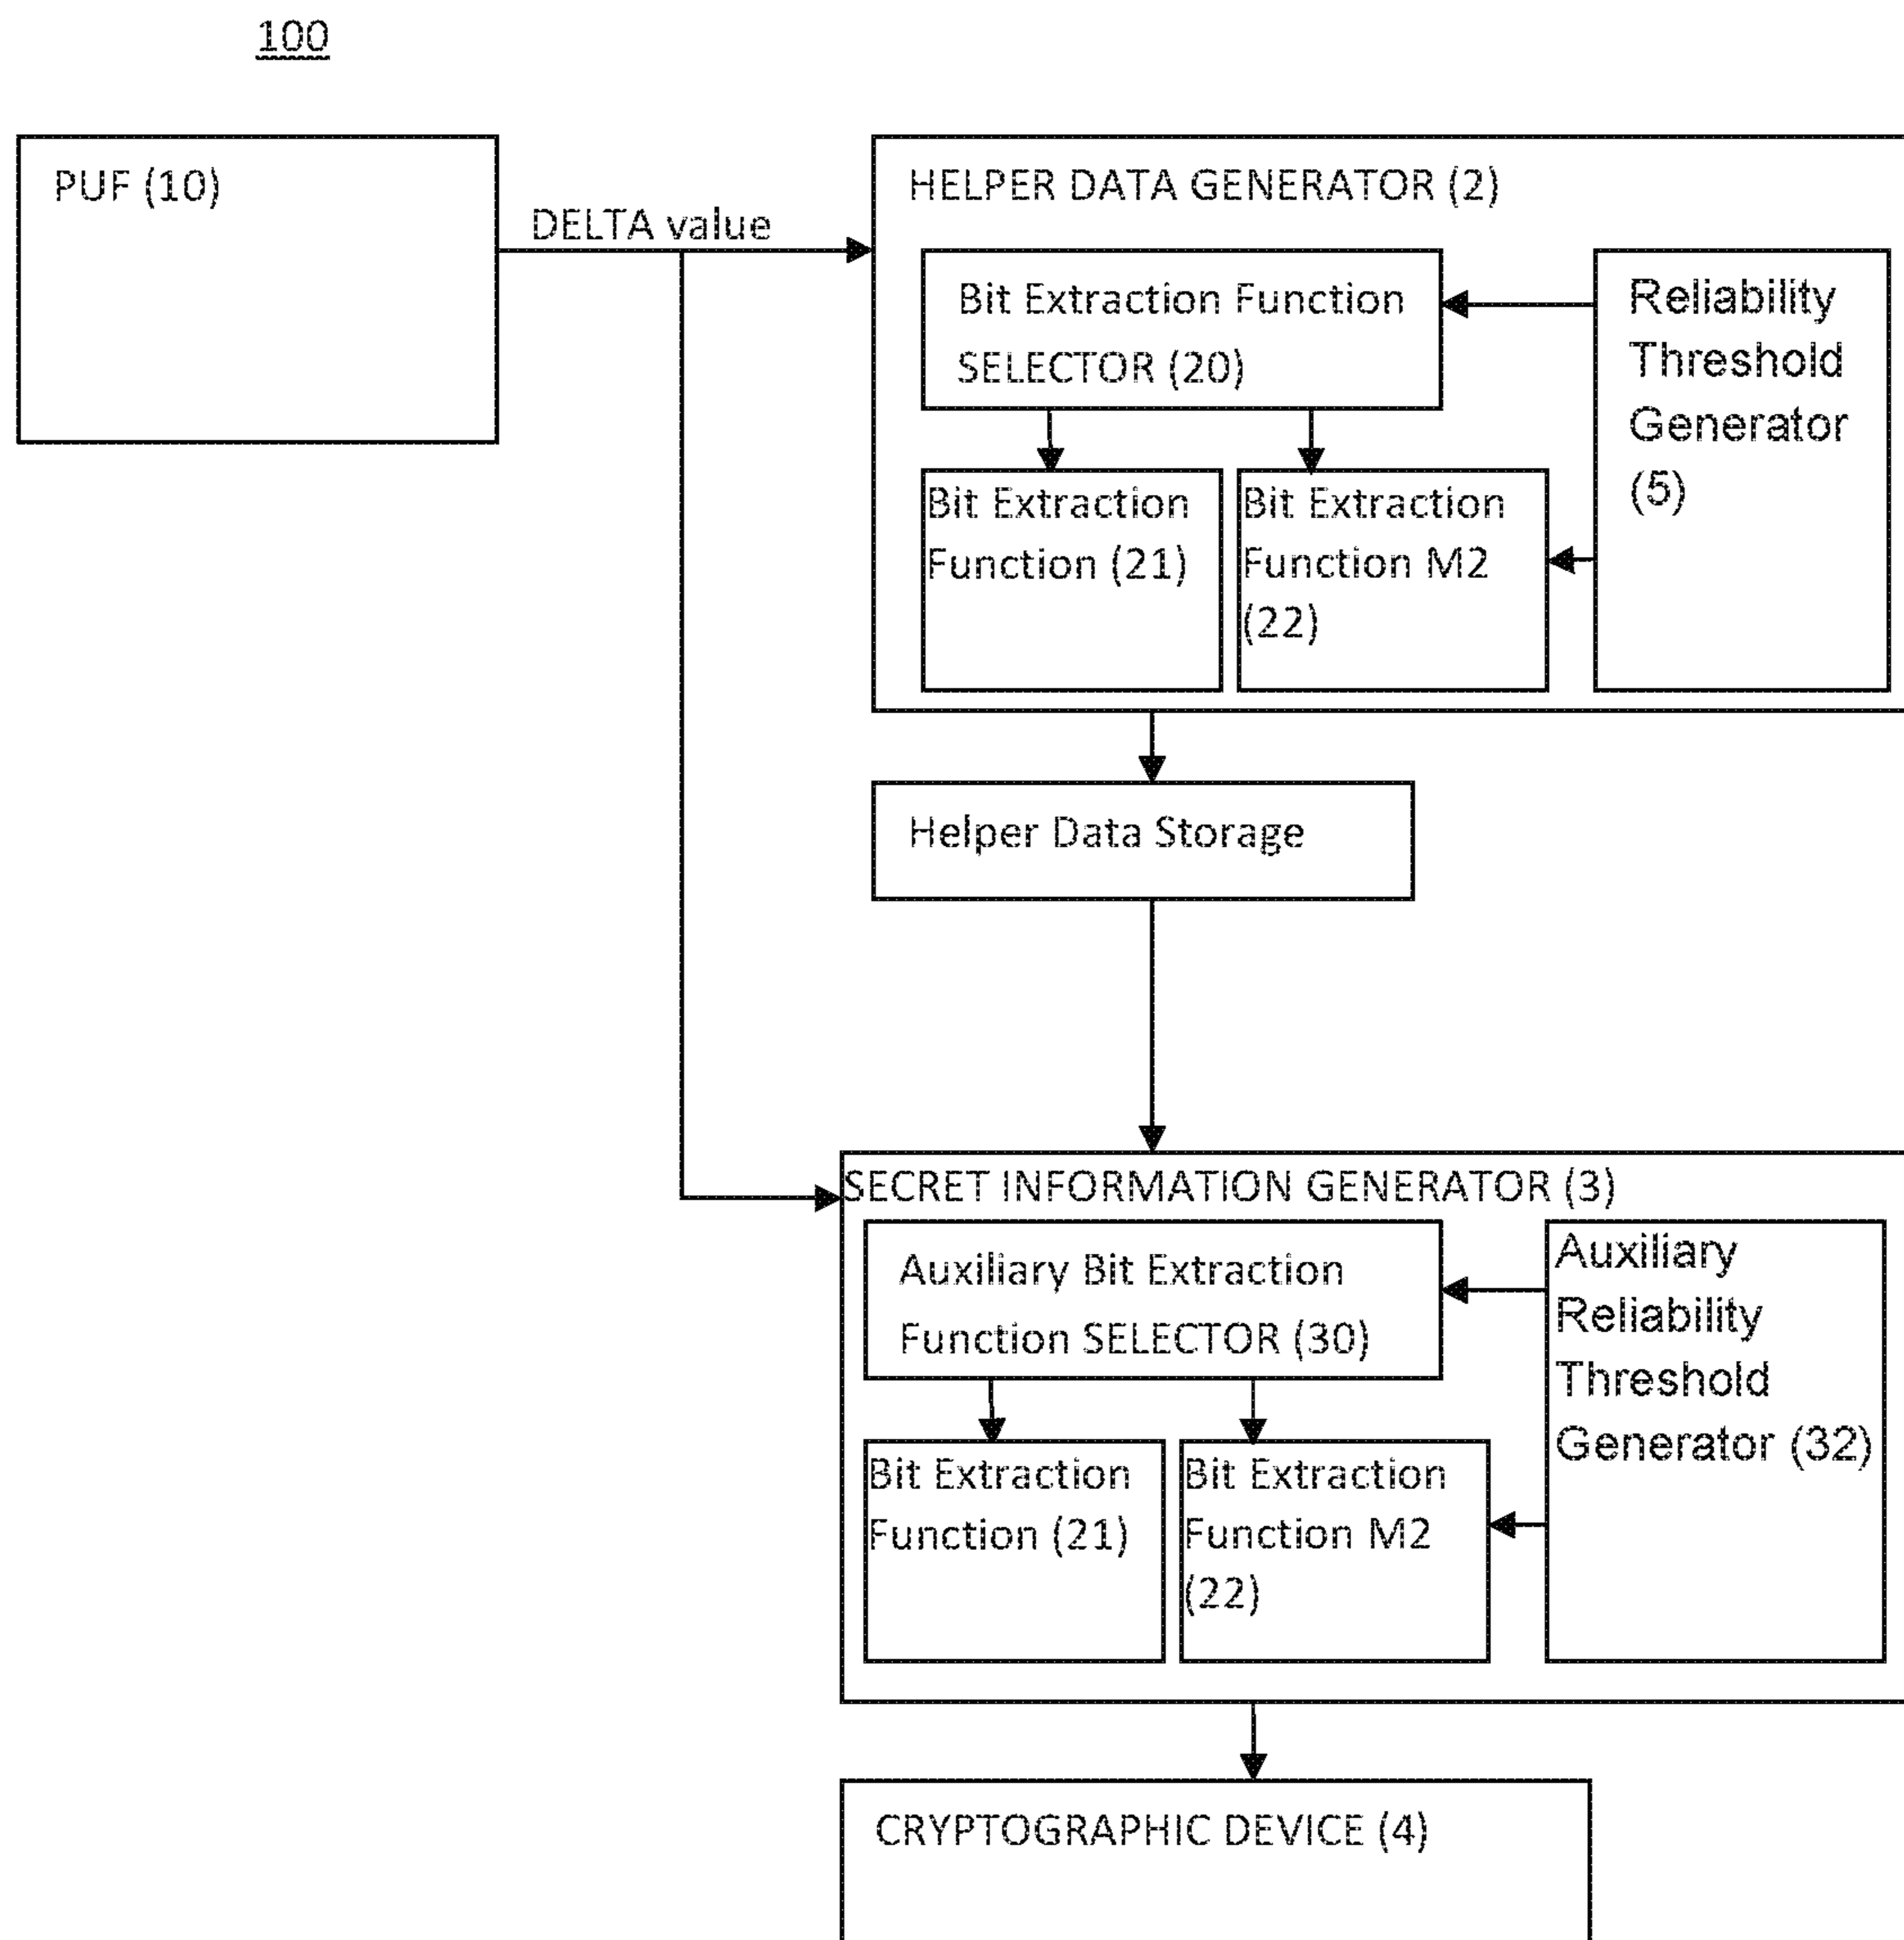 100
PUF (10)
DELTA value
HELPER DATA GENERATOR (2)
Bit Extraction Function
SELECTOR (20)
Reliability
Threshold
Generator
(5)
Bit Extraction
Function (21)
Bit Extraction
Function M2
(22)
Helper Data Storage
SECRET INFORMATION GENERATOR (3)
Auxiliary Bit Extraction
Function SELECTOR (30)
Auxiliary
Reliability
Threshold
Generator (32)
Bit Extraction
Function (21)
Bit Extraction
Function M2
(22)
CRYPTOGRAPHIC DEVICE (4)